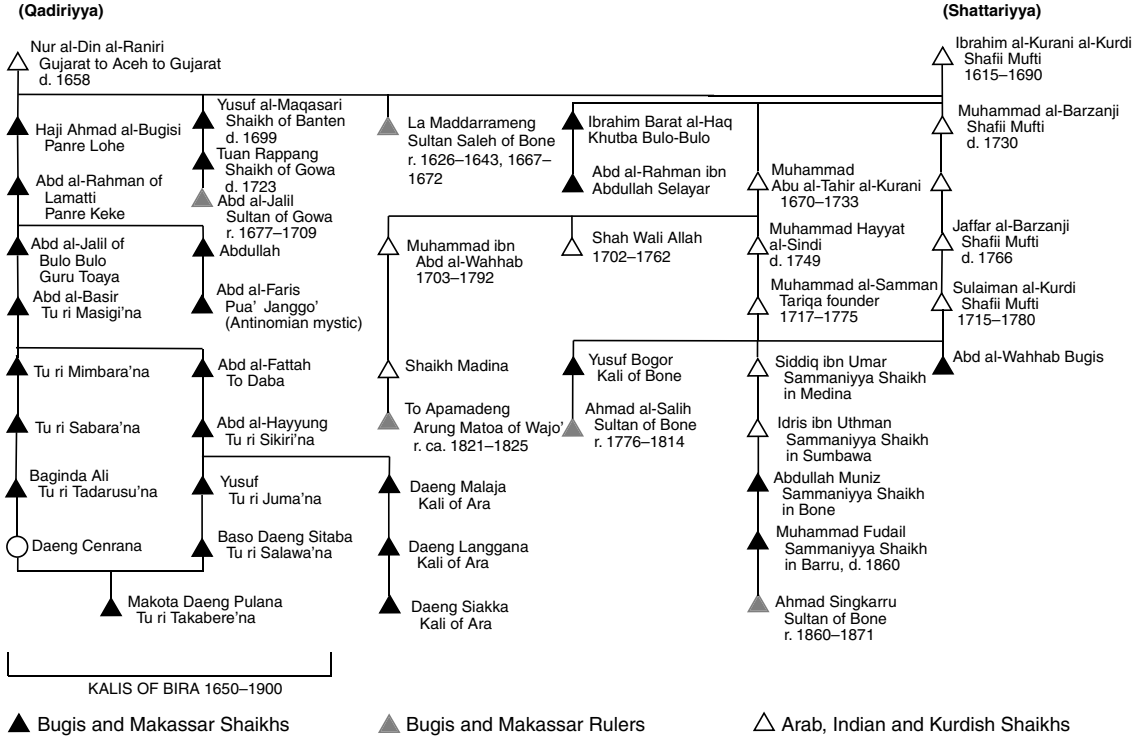 (Qadiriyya)
(Shattariyya)
Nur al-Din al-Raniri
Gujarat to Aceh to Gujarat
d. 1658
Ibrahim al-Kurani al-Kurdi
Shafii Mufti
1615–1690
Haji Ahmad al-Bugisi
Panre Lohe
Yusuf al-Maqasari
Shaikh of Banten
d. 1699
Tuan Rappang
Shaikh of Gowa
d. 1723
Abd al-Jalil
Sultan of Gowa
r. 1677–1709
La Maddarrameng
Sultan Saleh of Bone
r. 1626–1643, 1667–
1672
Ibrahim Barat al-Haq
Khutba Bulo-Bulo
Abd al-Rahman ibn
Abdullah Selayar
Muhammad al-Barzanji
Shafii Mufti
d. 1730
Abd al-Rahman of
Lamatti
Panre Keke
Muhammad
Abu al-Tahir al-Kurani
1670–1733
Abd al-Jalil of
Bulo Bulo
Guru Toaya
Abdullah
Muhammad ibn
Abd al-Wahhab
1703–1792
Shah Wali Allah
1702–1762
Muhammad Hayyat
al-Sindi
d. 1749
Jaffar al-Barzanji
Shafii Mufti
d. 1766
Abd al-Basir
Tu ri Masigi’na
Abd al-Faris
Pua’ Janggo’
(Antinomian mystic)
Muhammad al-Samman
Tariqa founder
1717–1775
Sulaiman al-Kurdi
Shafii Mufti
1715–1780
Tu ri Mimbara’na
Abd al-Fattah
To Daba
Shaikh Madina
Yusuf Bogor
Kali of Bone
Siddiq ibn Umar
Sammaniyya Shaikh
in Medina
Abd al-Wahhab Bugis
Tu ri Sabara’na
Abd al-Hayyung
Tu ri Sikiri’na
To Apamadeng
Arung Matoa of Wajo’
r. ca. 1821–1825
Ahmad al-Salih
Sultan of Bone
r. 1776–1814
Idris ibn Uthman
Sammaniyya Shaikh
in Sumbawa
Baginda Ali
Tu ri Tadarusu’na
Yusuf
Tu ri Juma’na
Daeng Malaja
Kali of Ara
Abdullah Muniz
Sammaniyya Shaikh
in Bone
Daeng Cenrana
Baso Daeng Sitaba
Tu ri Salawa’na
Daeng Langgana
Kali of Ara
Muhammad Fudail
Sammaniyya Shaikh
in Barru, d. 1860
Makota Daeng Pulana
Tu ri Takabere’na
Daeng Siakka
Kali of Ara
Ahmad Singkarru
Sultan of Bone
r. 1860–1871
KALIS OF BIRA 1650–1900
Bugis and Makassar Shaikhs
Bugis and Makassar Rulers
Arab, Indian and Kurdish Shaikhs